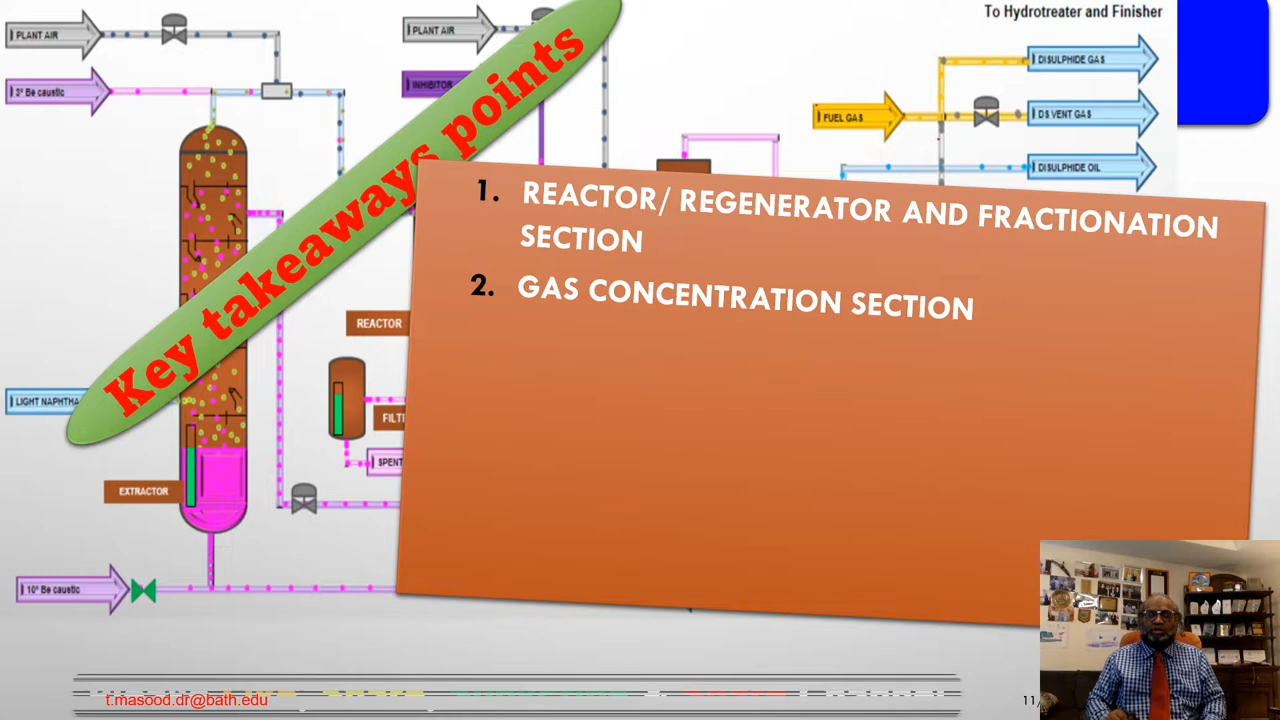 To Hydrotreater and Finisher
PLANT AIR
PLANT AIR
3° Be caustic
INHIBITOR
DISULPHIDE GAS
FUEL GAS
DS VENT GAS
DISULPHIDE OIL
Key takeaways points
1. REACTOR/ REGENERATOR AND FRACTIONATION
SECTION
2. GAS CONCENTRATION SECTION
REACTOR
LIGHT NAPHTHA
EXTRACTOR
10° Be caustic
t.masood.dr@bath.edu
11/